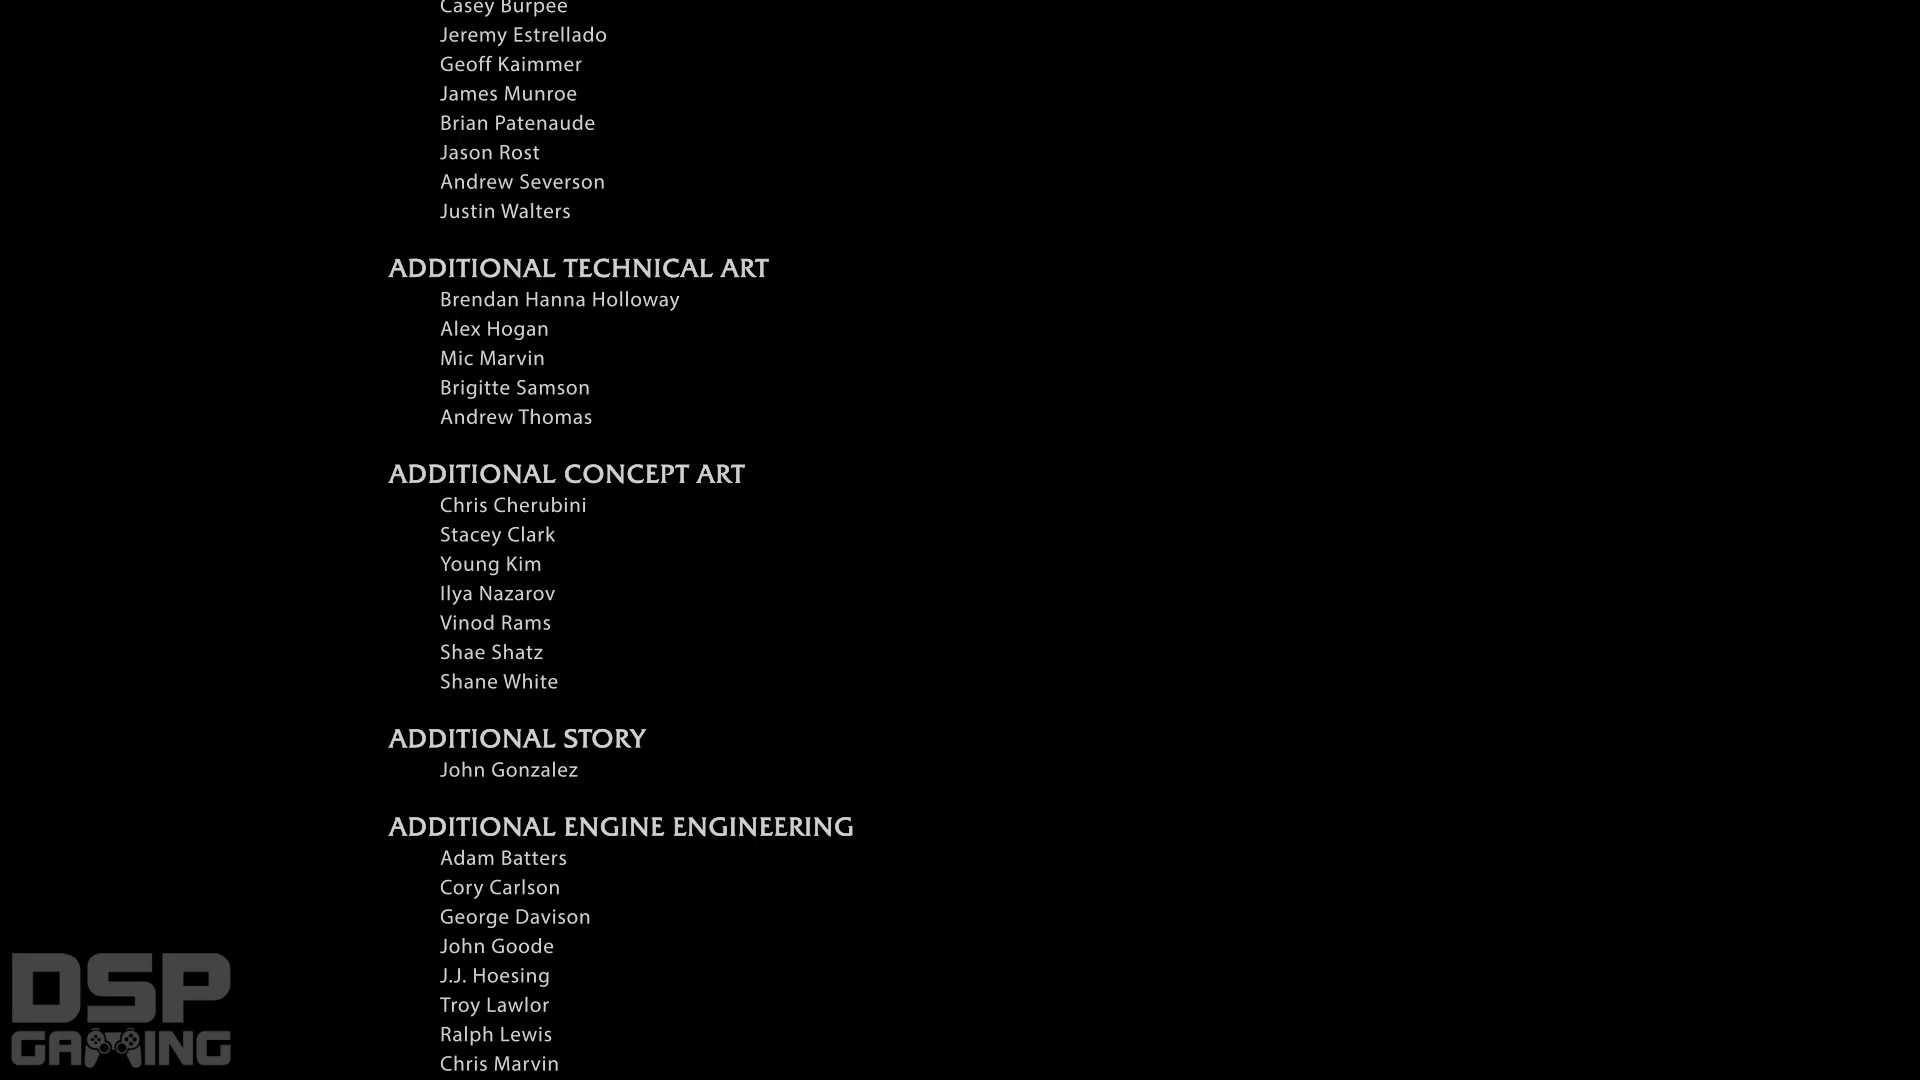 Casey Burpee
Jeremy Estrellado
Geoff Kaimmer
James Munroe
Brian Patenaude
Jason Rost
Andrew Severson
Justin Walters
ADDITIONAL TECHNICAL ART
Brendan Hanna Holloway
Alex Hogan
Mic Marvin
Brigitte Samson
Andrew Thomas
ADDITIONAL CONCEPT ART
Chris Cherubini
Stacey Clark
Young Kim
Ilya Nazarov
Vinod Rams
Shae Shatz
Shane White
ADDITIONAL STORY
John Gonzalez
ADDITIONAL ENGINE ENGINEERING
Adam Batters
Cory Carlson
George Davison
John Goode
J.J. Hoesing
Troy Lawlor
Ralph Lewis
Chris Marvin
DSP
GAMING